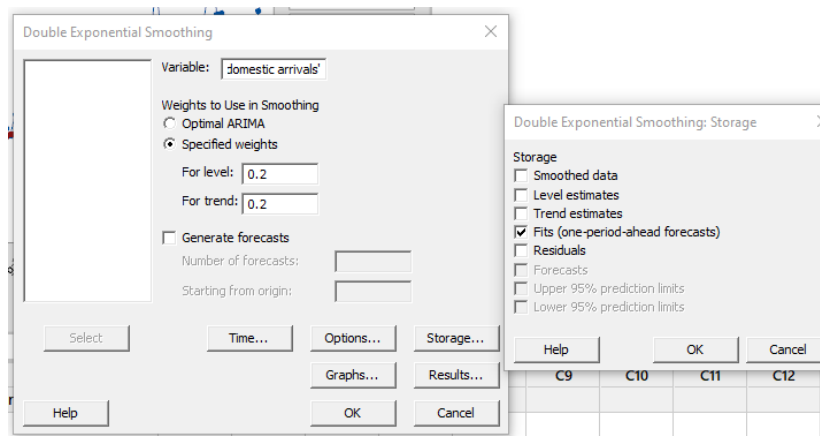 Double Exponential Smoothing
Variable: domestic arrivals'
Weights to Use in Smoothing
Optimal ARIMA
Specified weights
For level: 0.2
For trend: 0.2
Generate forecasts
Number of forecasts:
Starting from origin:
Select
Time...
Options...
Storage...
Graphs...
Results...
Help
OK
Cancel
Double Exponential Smoothing: Storage
Storage
Smoothed data
Level estimates
Trend estimates
Fits (one-period-ahead forecasts)
Residuals
Forecasts
Upper 95% prediction limits
Lower 95% prediction limits
Help
OK
Cancel
C9 C10 C11 C12